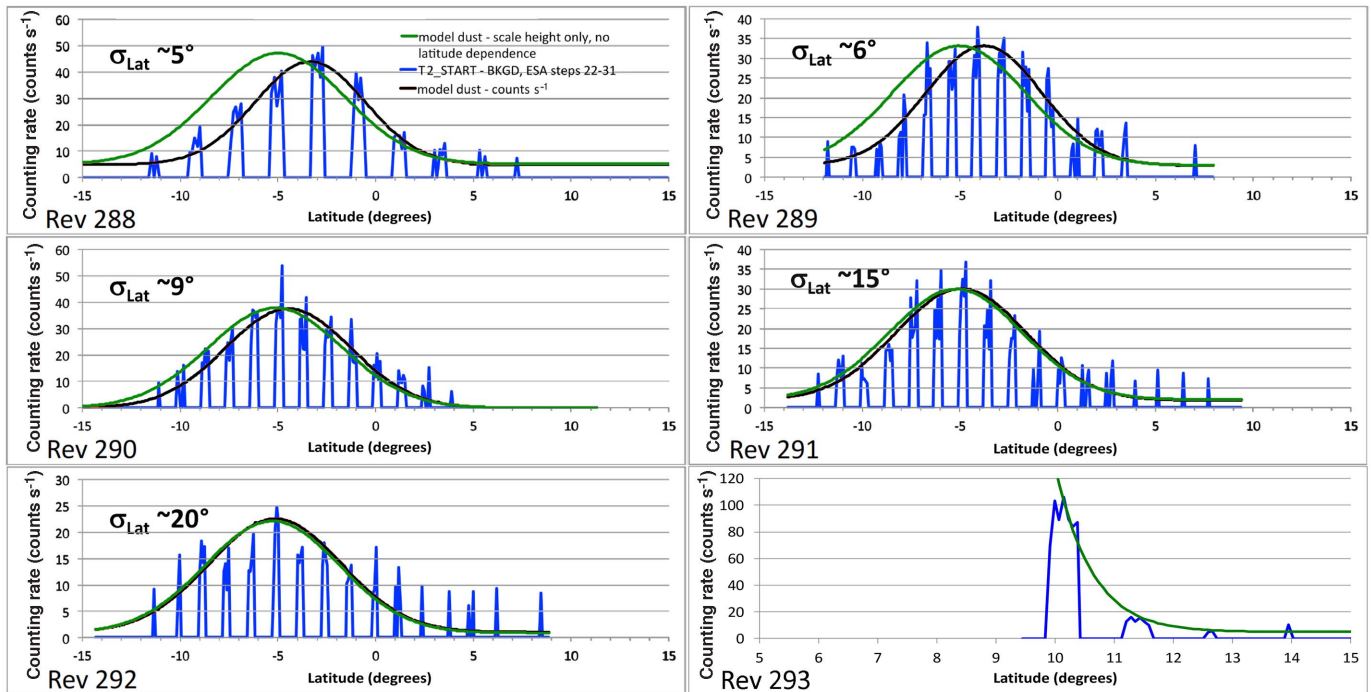 Counting rate (counts s⁻¹)
60
50
40
30
20
10
0
σLat ~5°
model dust - scale height only, no
latitude dependence
T2_START - BKGD, ESA steps 22-31
model dust - counts s⁻¹
-15 -10 -5 0 5 10 15
Latitude (degrees)
Rev 288
Counting rate (counts s⁻¹)
40
35
30
25
20
15
10
5
0
σLat ~6°
-15 -10 -5 0 5 10 15
Latitude (degrees)
Rev 289
Counting rate (counts s⁻¹)
60
50
40
30
20
10
0
σLat ~9°
-15 -10 -5 0 5 10 15
Latitude (degrees)
Rev 290
Counting rate (counts s⁻¹)
40
35
30
25
20
15
10
5
0
σLat ~15°
-15 -10 -5 0 5 10 15
Latitude (degrees)
Rev 291
Counting rate (counts s⁻¹)
30
25
20
15
10
5
0
σLat ~20°
-15 -10 -5 0 5 10 15
Latitude (degrees)
Rev 292
Counting rate (counts s⁻¹)
120
100
80
60
40
20
0
5 6 7 8 9 10 11 12 13 14 15
Latitude (degrees)
Rev 293